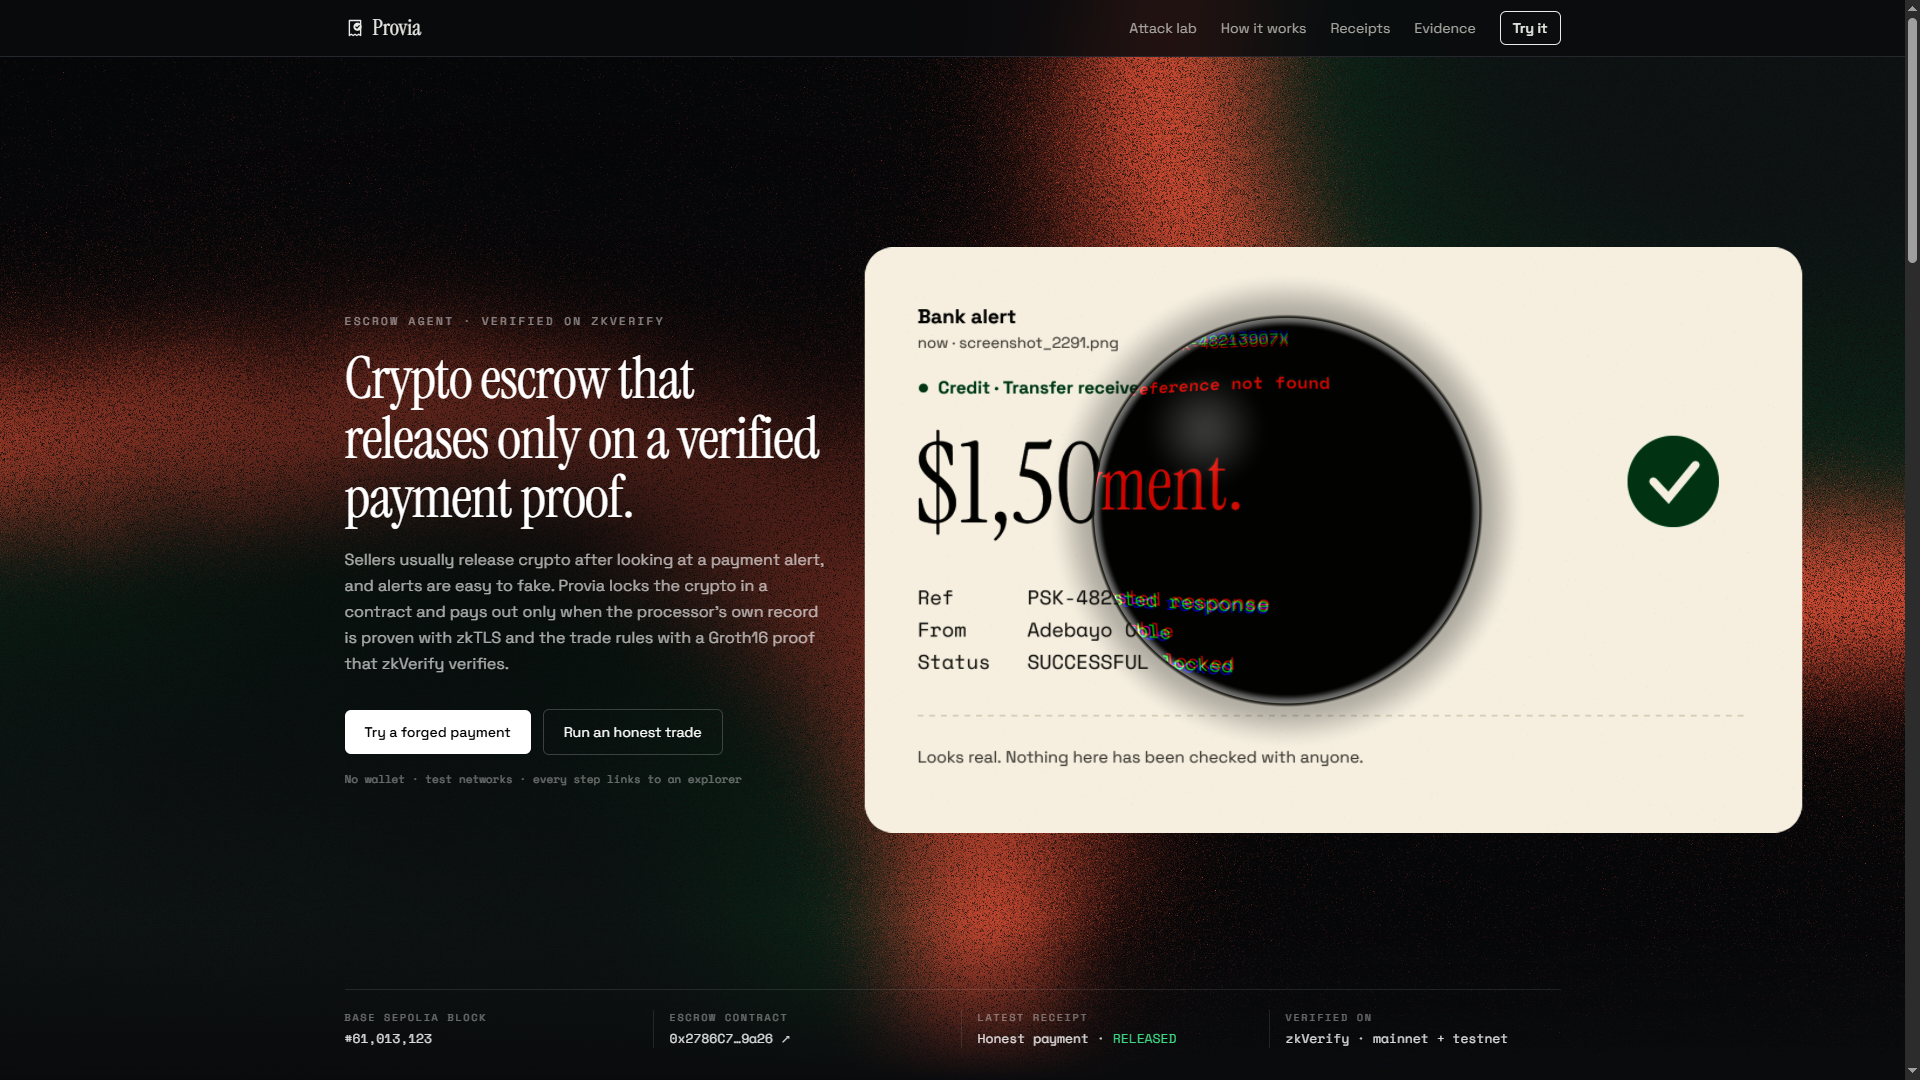 Provia
Attack lab
How it works
Receipts
Evidence
Try it
ESCROW AGENT · VERIFIED ON ZKVERIFY
Crypto escrow that
releases only on a verified
payment proof.
Sellers usually release crypto after looking at a payment alert,
and alerts are easy to fake. Provia locks the crypto in a
contract and pays out only when the processor's own record
is proven with zkTLS and the trade rules with a Groth16 proof
that zkVerify verifies.
Try a forged payment
Run an honest trade
No wallet · test networks · every step links to an explorer
Bank alert
now · screenshot_2291.png
-48213907X
Credit · Transfer receive
eference not found
$1,50
ment.
Ref PSK-482
sted response
From Adebayo O
ble
Status SUCCESSFUL
locked
Looks real. Nothing here has been checked with anyone.
BASE SEPOLIA BLOCK
#61,013,123
ESCROW CONTRACT
0x2786C7…9a26 ↗
LATEST RECEIPT
Honest payment · RELEASED
VERIFIED ON
zkVerify · mainnet + testnet